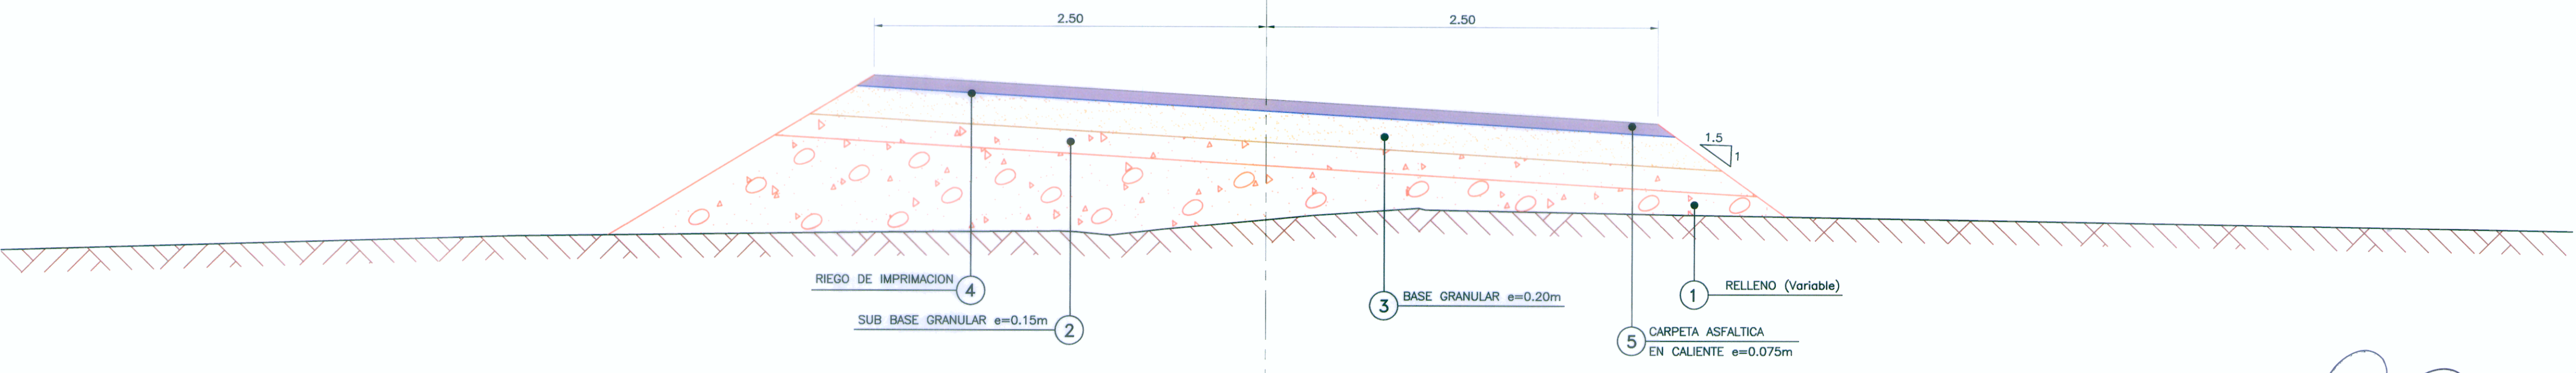 2.50
2.50
1.5
1
RIEGO DE IMPRIMACION
4
SUB BASE GRANULAR e=0.15m
2
3
BASE GRANULAR e=0.20m
1
RELLENO (Variable)
5
CARPETA ASFALTICA
EN CALIENTE e=0.075m